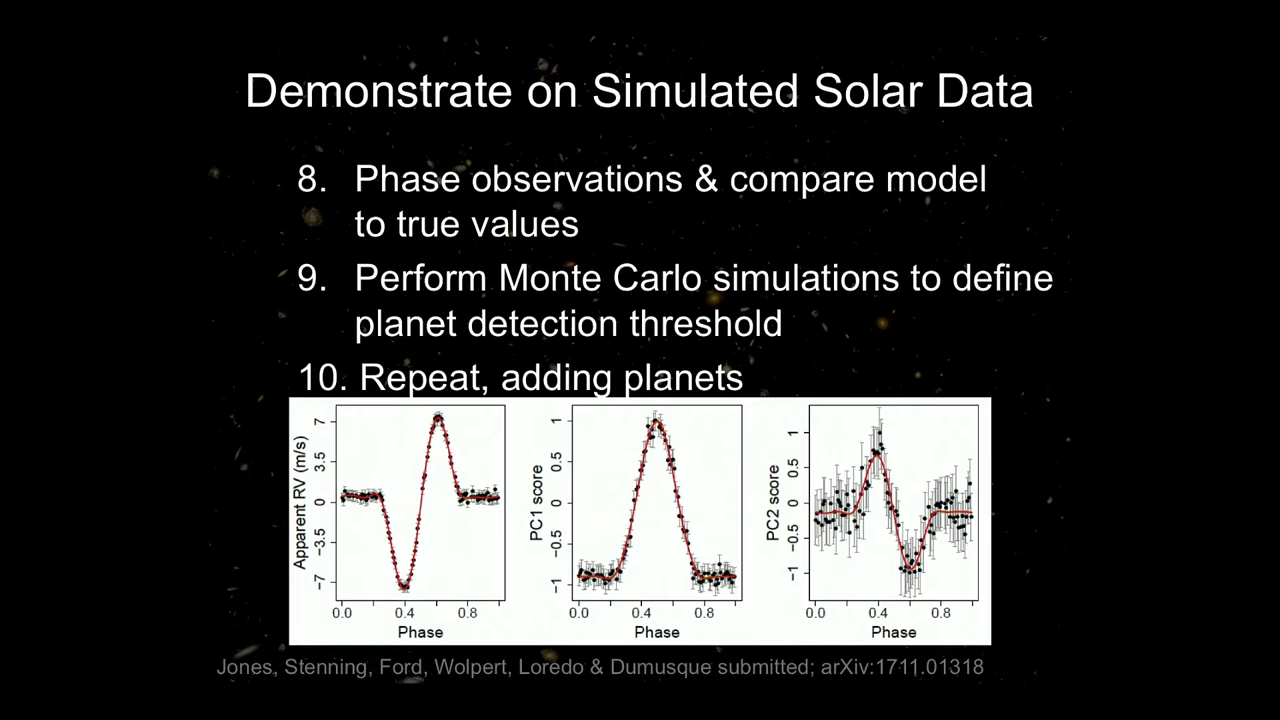 Demonstrate on Simulated Solar Data
8. Phase observations & compare model
to true values
9. Perform Monte Carlo simulations to define
planet detection threshold
10. Repeat, adding planets
Apparent RV (m/s)
7
3.5
0
−3.5
−7
0.0 0.4 0.8
Phase
PC1 score
1
0.5
0
−0.5
−1
0.0 0.4 0.8
Phase
PC2 score
1
0.5
0
−0.5
−1
0.0 0.4 0.8
Phase
Jones, Stenning, Ford, Wolpert, Loredo & Dumusque submitted; arXiv:1711.01318